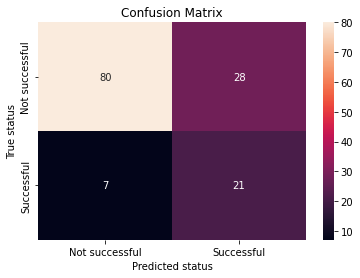 Confusion Matrix
Not successful
80
28
Successful
7
21
True status
Not successful
Successful
Predicted status
80
70
60
50
40
30
20
10